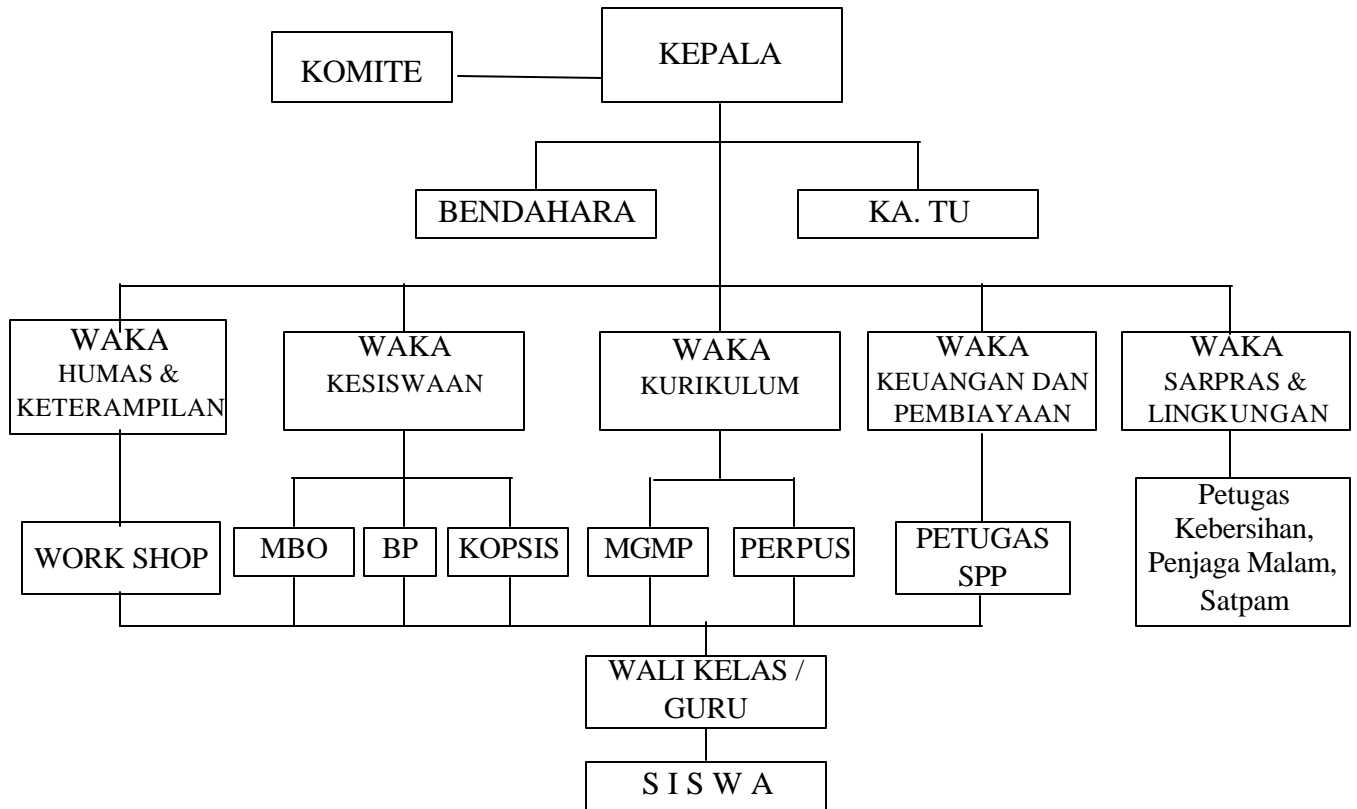 KOMITE
KEPALA
BENDAHARA
KA. TU
WAKA
HUMAS &
KETERAMPILAN
WAKA
KESISWAAN
WAKA
KURIKULUM
WAKA
KEUANGAN DAN
PEMBIAYAAN
WAKA
SARPRAS &
LINGKUNGAN
WORK SHOP
MBO
BP
KOPSIS
MGMP
PERPUS
PETUGAS
SPP
Petugas
Kebersihan,
Penjaga Malam,
Satpam
WALI KELAS /
GURU
S I S W A